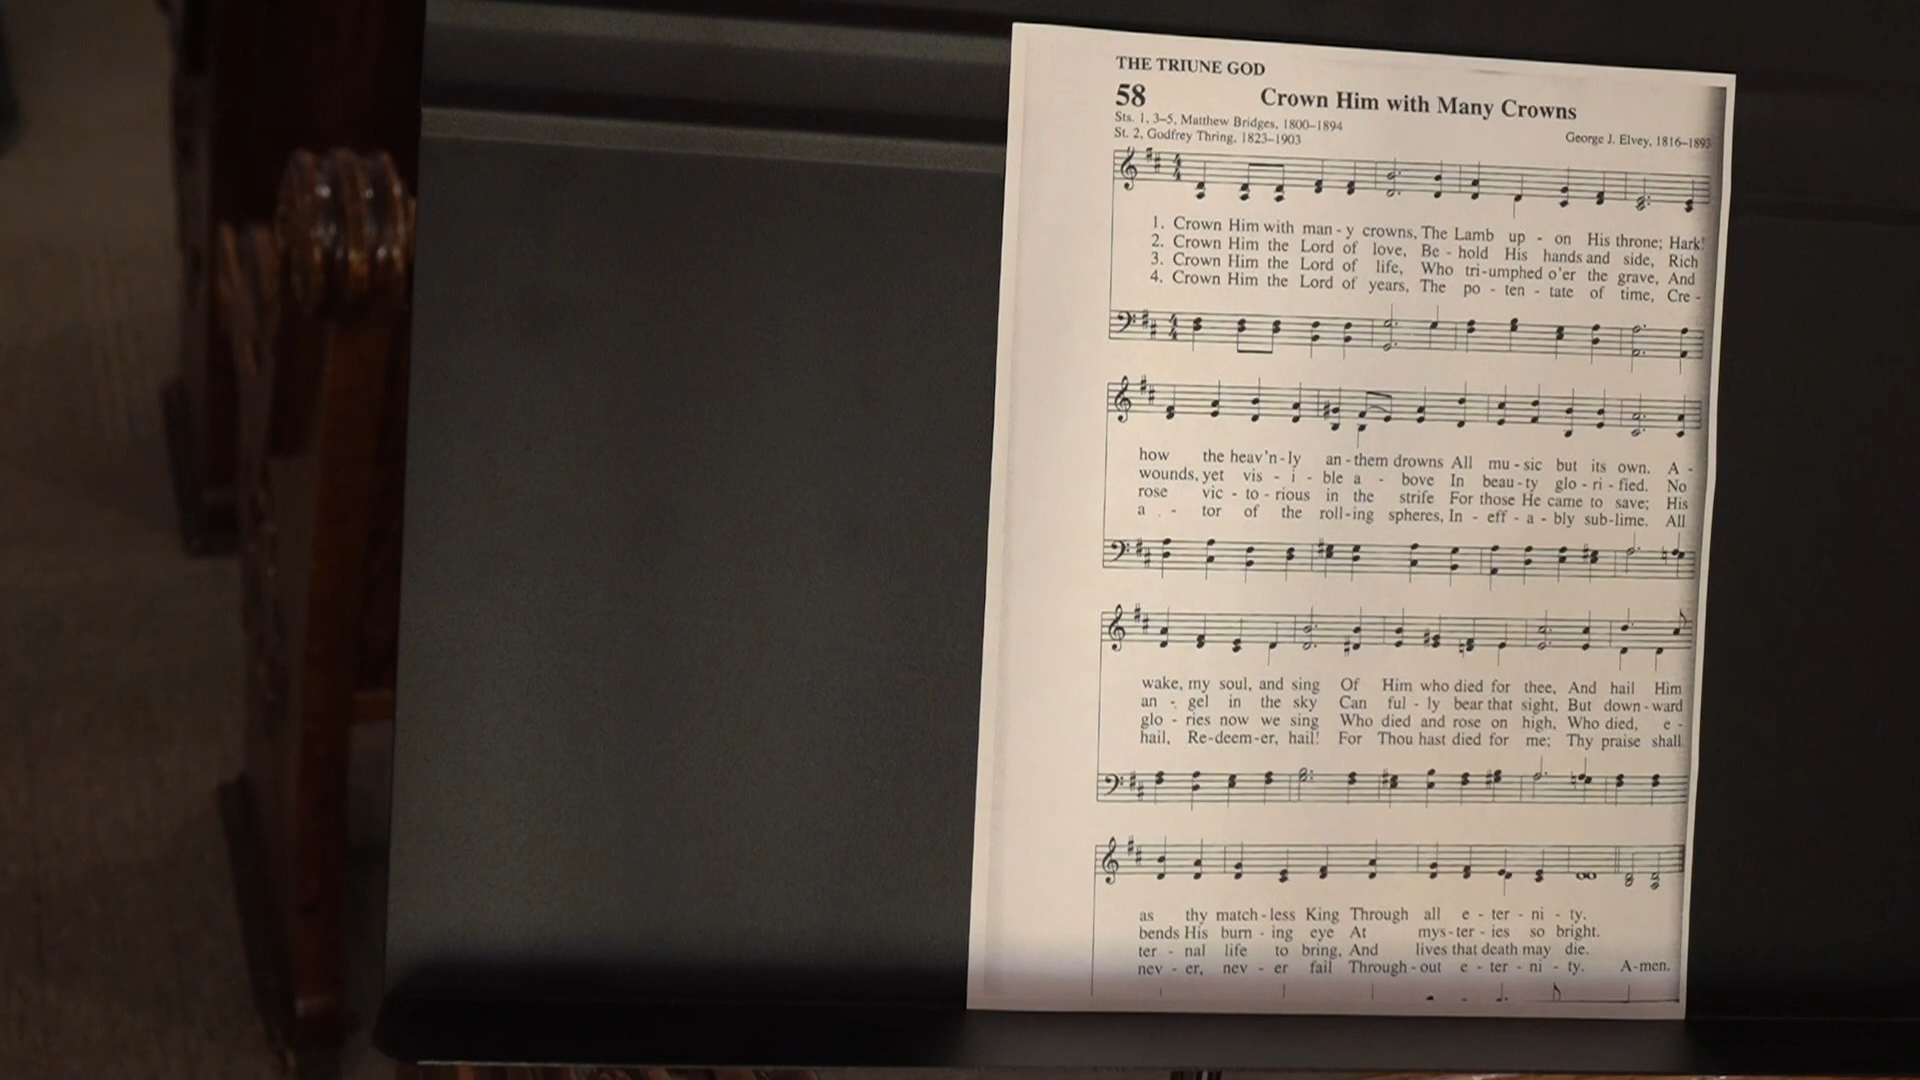 THE TRIUNE GOD
58 Crown Him with Many Crowns
Sts. 1, 3–5, Matthew Bridges, 1800–1894
St. 2, Godfrey Thring, 1823–1903
George J. Elvey, 1816–1893
1. Crown Him with man - y crowns, The Lamb up - on His throne; Hark!
2. Crown Him the Lord of love, Be - hold His hands and side, Rich
3. Crown Him the Lord of life, Who tri-umphed o'er the grave, And
4. Crown Him the Lord of years, The po - ten - tate of time, Cre -
how the heav'n-ly an-them drowns All mu-sic but its own. A -
wounds, yet vis - i - ble a - bove In beau-ty glo-ri-fied. No
rose vic-to-rious in the strife For those He came to save; His
a - tor of the roll-ing spheres, In - eff - a - bly sub-lime. All
wake, my soul, and sing Of Him who died for thee, And hail Him
an - gel in the sky Can ful - ly bear that sight, But down-ward
glo - ries now we sing Who died and rose on high, Who died, e -
hail, Re-deem-er, hail! For Thou hast died for me; Thy praise shall
as thy match-less King Through all e - ter - ni - ty.
bends His burn - ing eye At mys-ter-ies so bright.
ter - nal life to bring, And lives that death may die.
nev - er, nev - er fail Through-out e - ter - ni - ty. A-men.